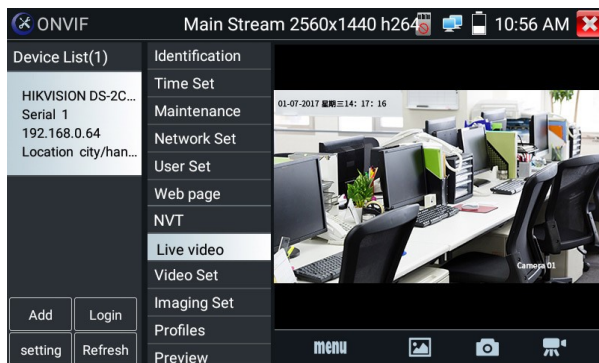 ONVIF
Main Stream 2560x1440 h264
10:56 AM
Device List(1)
HIKVISION DS-2C...
Serial 1
192.168.0.64
Location city/han...
Add
Login
setting
Refresh
Identification
Time Set
Maintenance
Network Set
User Set
Web page
NVT
Live video
Video Set
Imaging Set
Profiles
Preview
01-07-2017 星期三14: 17: 16
Camera 01
menu